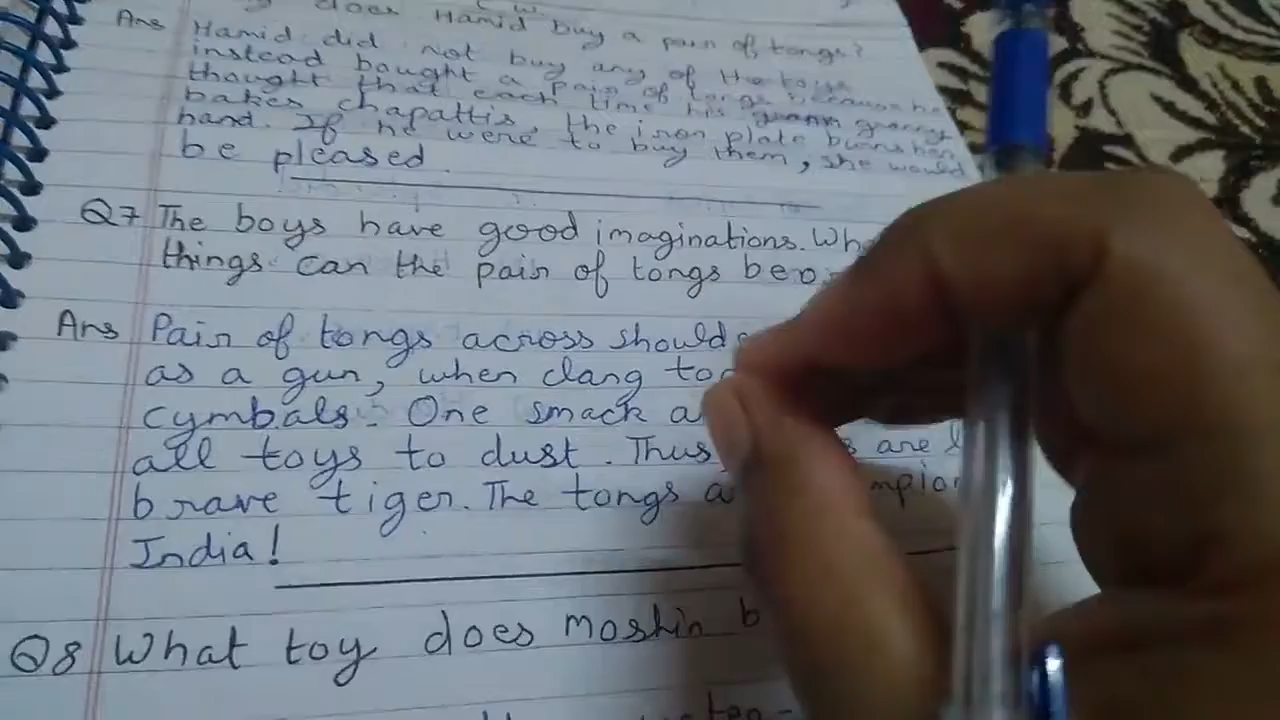 does Hamid buy a pair of tongs?
Ans Hamid did not buy any of the toys
instead bought a pair of tongs because he
thought that each time his granny
bakes chapattis the iron plate burns her
hand. If he were to buy them, she would
be pleased.
Q7 The boys have good imaginations.
things can the pair of tongs be
Ans Pair of tongs across
as a gun, when clang
cymbals. One smack
all toys to dust. Thus are
brave tiger. The tongs
India!
Q8 What toy does moshin